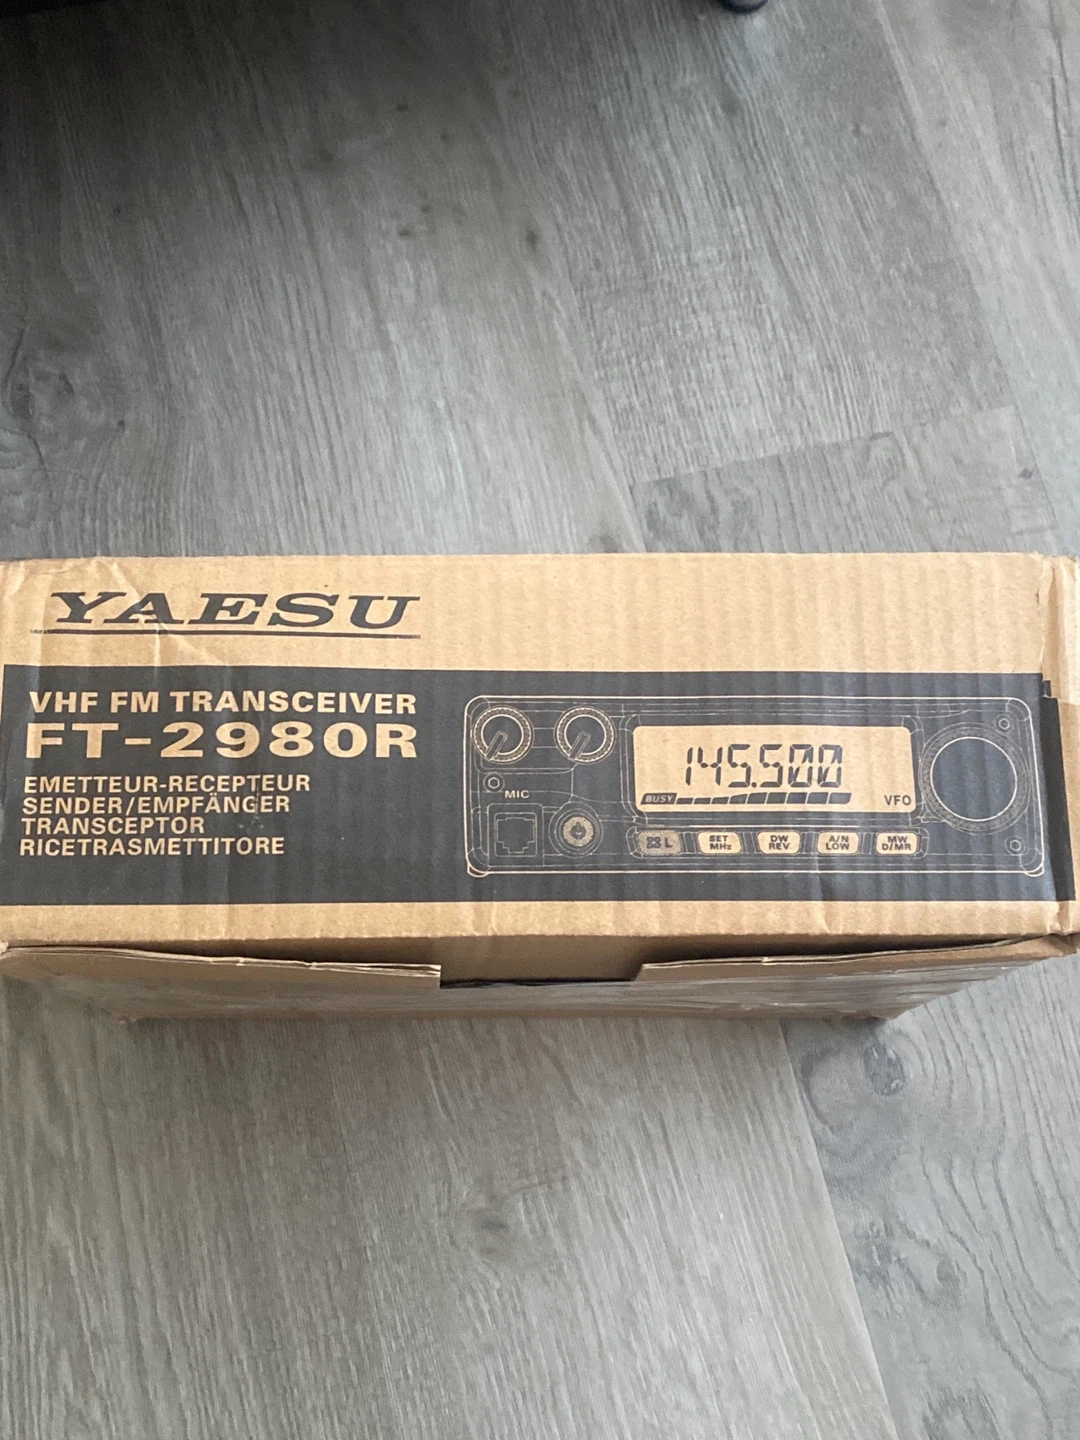 YAESU
VHF FM TRANSCEIVER
FT-2980R
EMETTEUR-RECEPTEUR
SENDER/EMPFÄNGER
TRANSCEPTOR
RICETRASMETTITORE
145.500
BUSY
VFO
MIC
L
SET
MHz
DW
REV
A/N
LOW
MW
D/MR